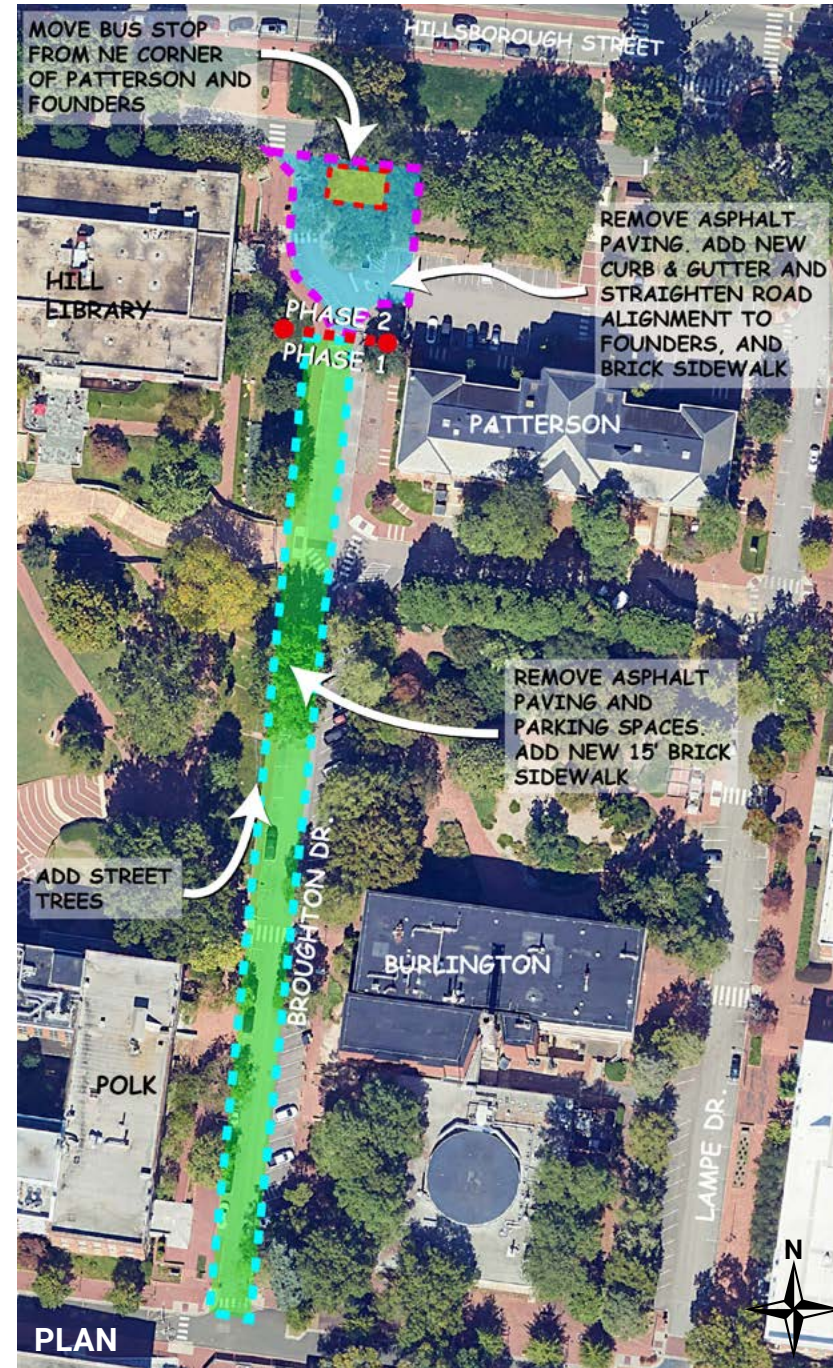 MOVE BUS STOP
FROM NE CORNER
OF PATTERSON AND
FOUNDERS
HILLSBOROUGH STREET
REMOVE ASPHALT
PAVING. ADD NEW
CURB & GUTTER AND
STRAIGHTEN ROAD
ALIGNMENT TO
FOUNDERS, AND
BRICK SIDEWALK
HILL
LIBRARY
PHASE 2
PHASE 1
PATTERSON
REMOVE ASPHALT
PAVING AND
PARKING SPACES.
ADD NEW 15' BRICK
SIDEWALK
ADD STREET
TREES
BROUGHTON DR.
BURLINGTON
POLK
LAMPE DR.
N
PLAN